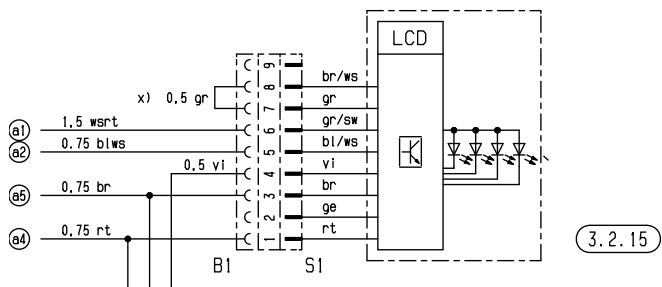 LCD
9
8 br/ws
x) 0,5 gr 7 gr
a1 1,5 wsrt 6 gr/sw
a2 0.75 blws 5 bl/ws
0,5 vi 4 vi
a5 0,75 br 3 br
2 ge
a4 0,75 rt 1 rt
3.2.15
B1 S1